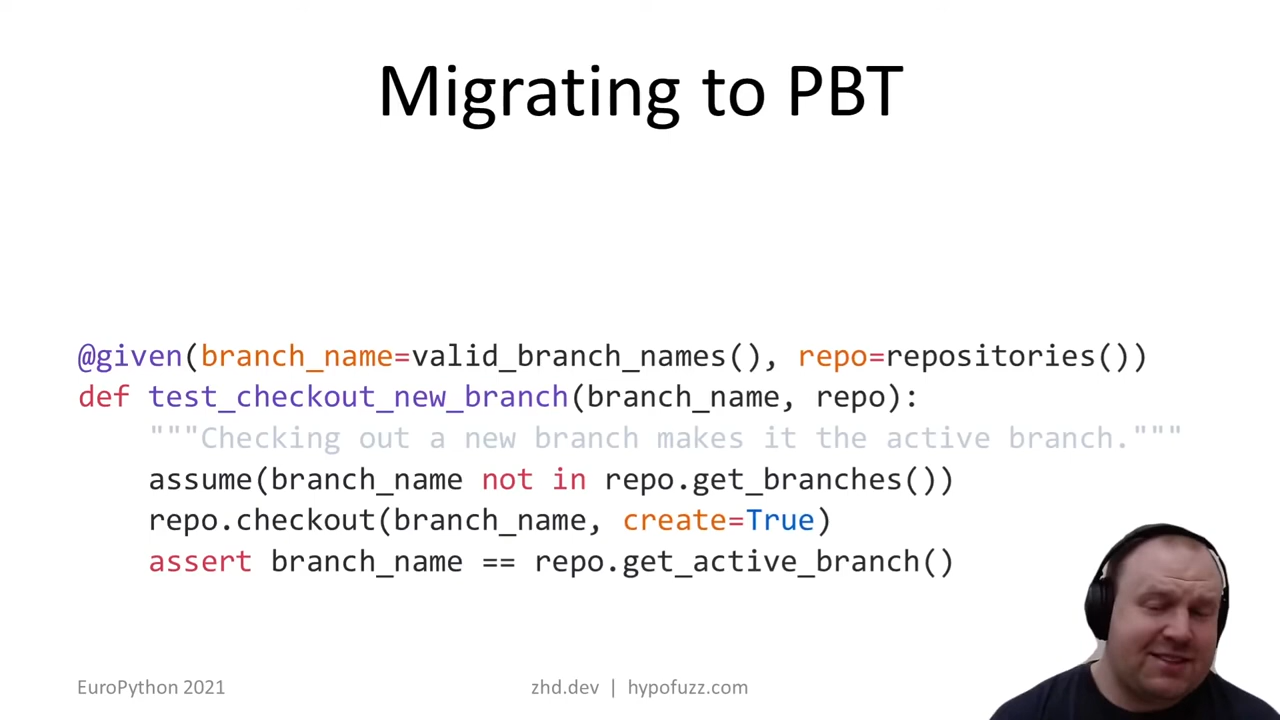 Migrating to PBT
@given(branch_name=valid_branch_names(), repo=repositories())
def test_checkout_new_branch(branch_name, repo):
    """Checking out a new branch makes it the active branch."""
    assume(branch_name not in repo.get_branches())
    repo.checkout(branch_name, create=True)
    assert branch_name == repo.get_active_branch()
EuroPython 2021
zhd.dev | hypofuzz.com